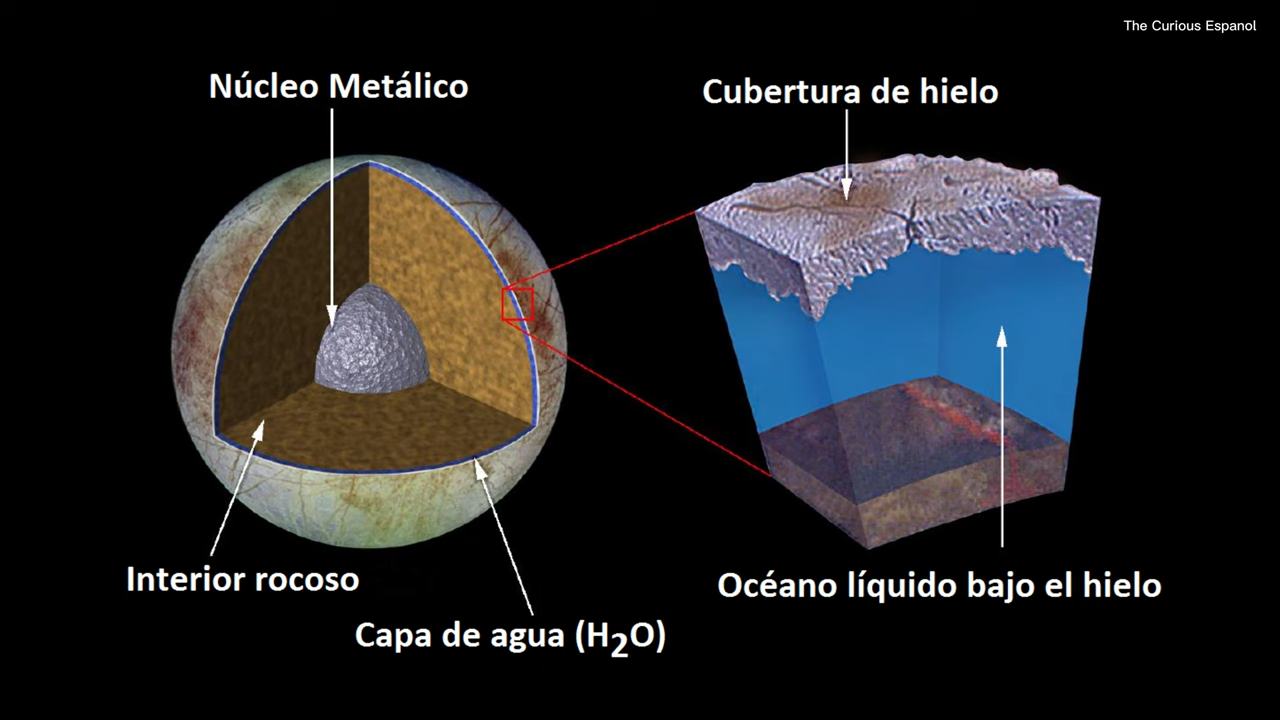 The Curious Espanol
Núcleo Metálico
Cubertura de hielo
Interior rocoso
Océano líquido bajo el hielo
Capa de agua (H₂O)